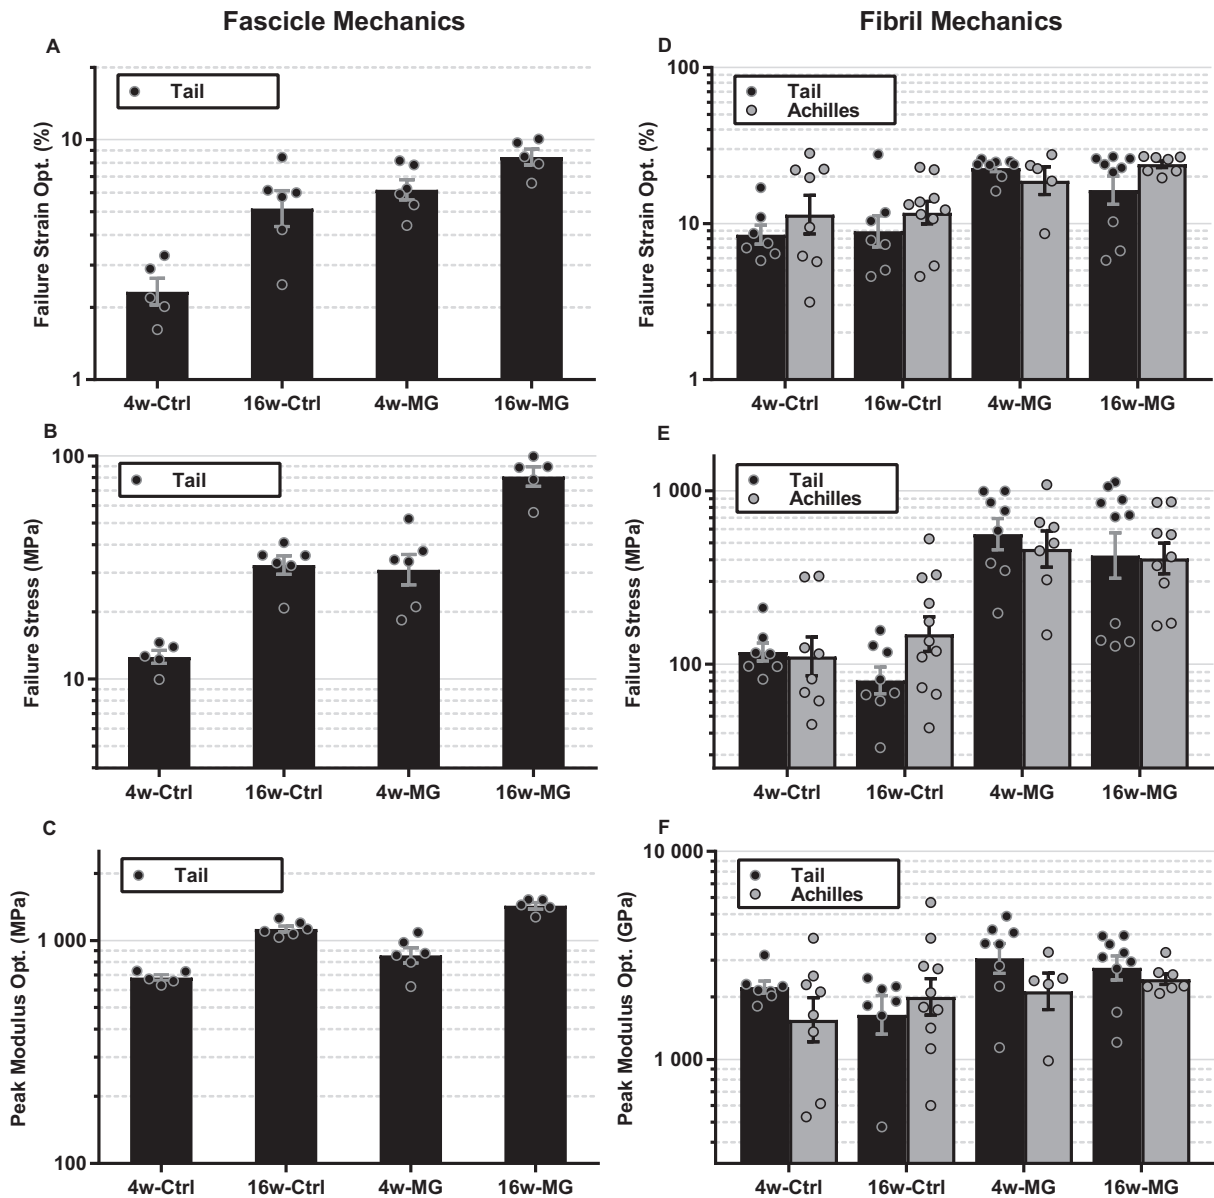 Fascicle Mechanics
Fibril Mechanics
A
Tail
Failure Strain Opt. (%)
10
1
4w-Ctrl 16w-Ctrl 4w-MG 16w-MG
D
Tail
Achilles
Failure Strain Opt. (%)
100
10
1
4w-Ctrl 16w-Ctrl 4w-MG 16w-MG
B
Tail
Failure Stress (MPa)
100
10
4w-Ctrl 16w-Ctrl 4w-MG 16w-MG
E
Tail
Achilles
Failure Stress (MPa)
1 000
100
4w-Ctrl 16w-Ctrl 4w-MG 16w-MG
C
Tail
Peak Modulus Opt. (MPa)
1 000
100
4w-Ctrl 16w-Ctrl 4w-MG 16w-MG
F
Tail
Achilles
Peak Modulus Opt. (GPa)
10 000
1 000
4w-Ctrl 16w-Ctrl 4w-MG 16w-MG